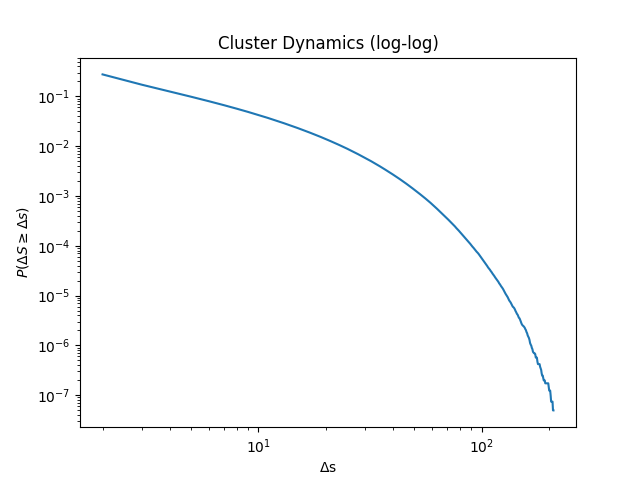 Cluster Dynamics (log-log)
10⁻¹
10⁻²
10⁻³
10⁻⁴
10⁻⁵
10⁻⁶
10⁻⁷
P(ΔS ≥ Δs)
10¹ 10²
Δs